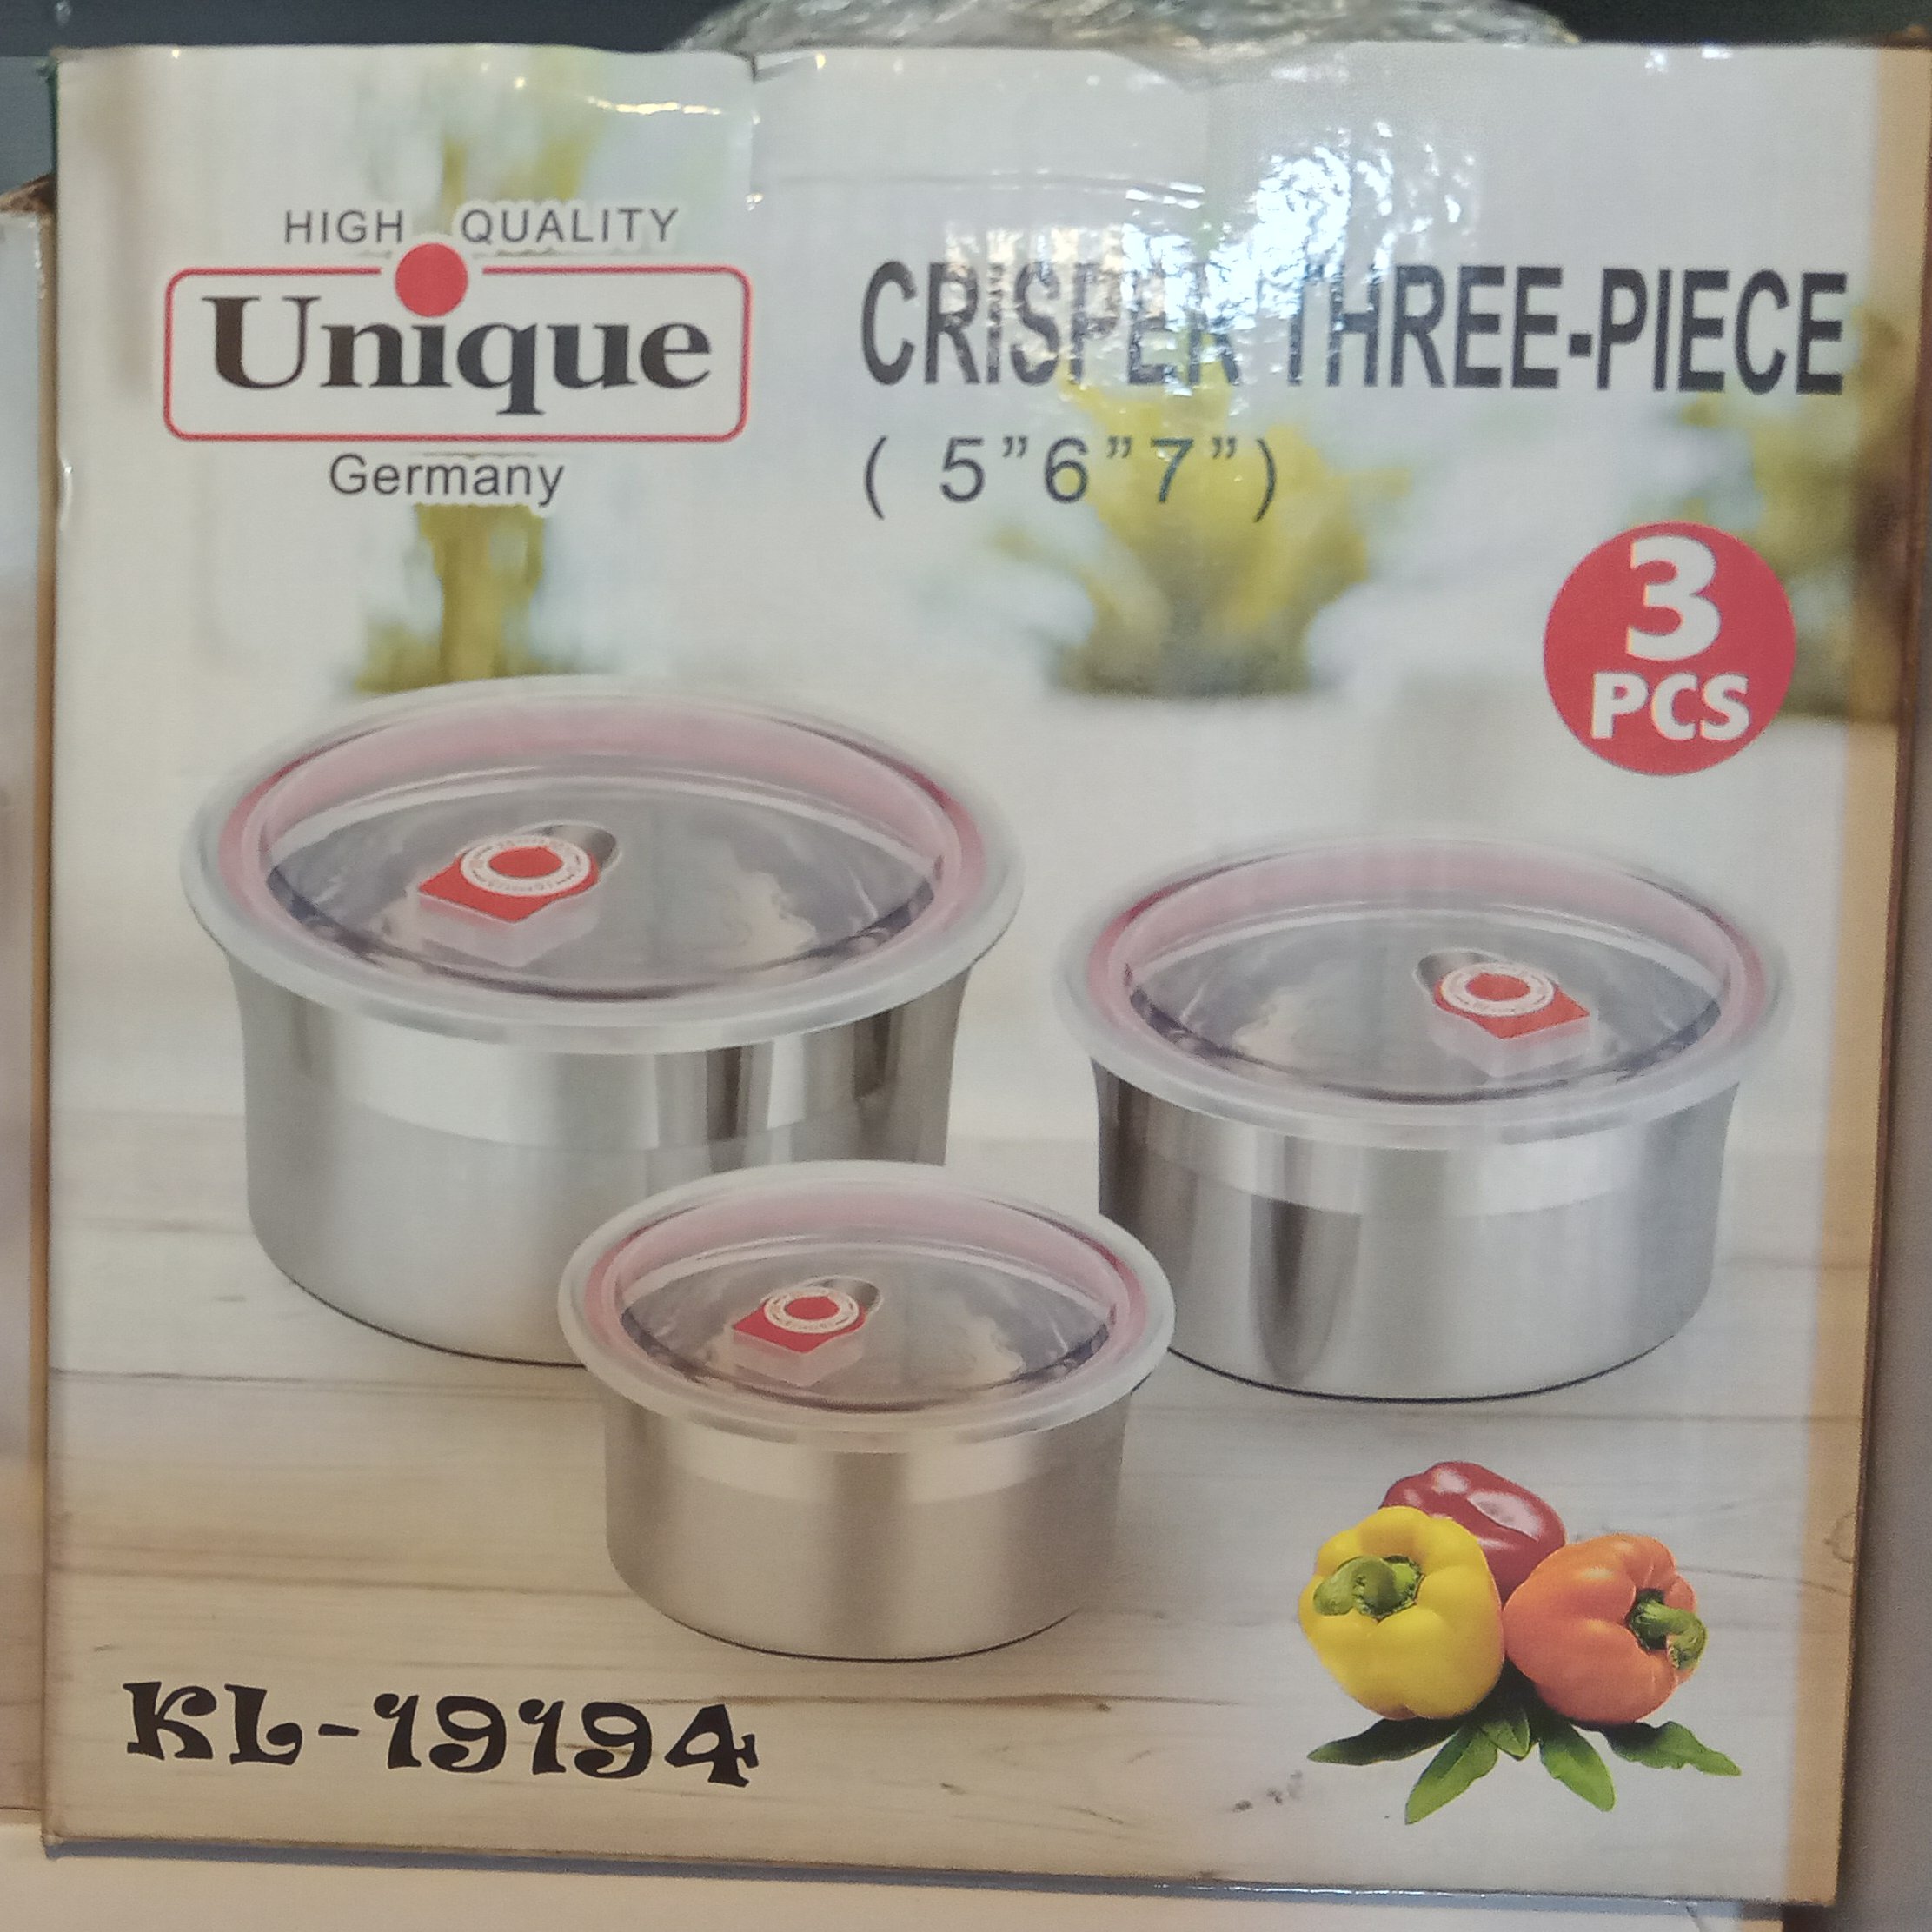 HIGH QUALITY
Unique
Germany
CRISPER THREE-PIECE
( 5”6”7”)
3
PCS
KL-19194